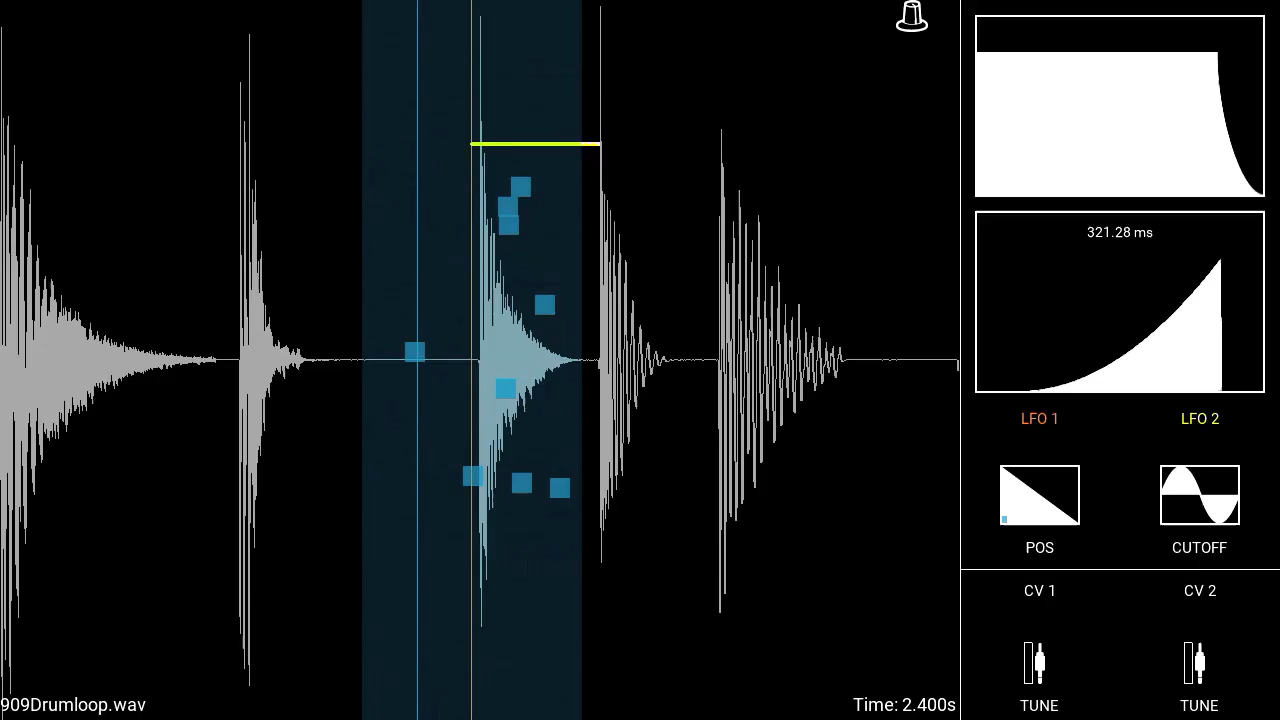 321.28 ms
LFO 1
LFO 2
POS
CUTOFF
CV 1
CV 2
TUNE
TUNE
909Drumloop.wav
Time: 2.400s